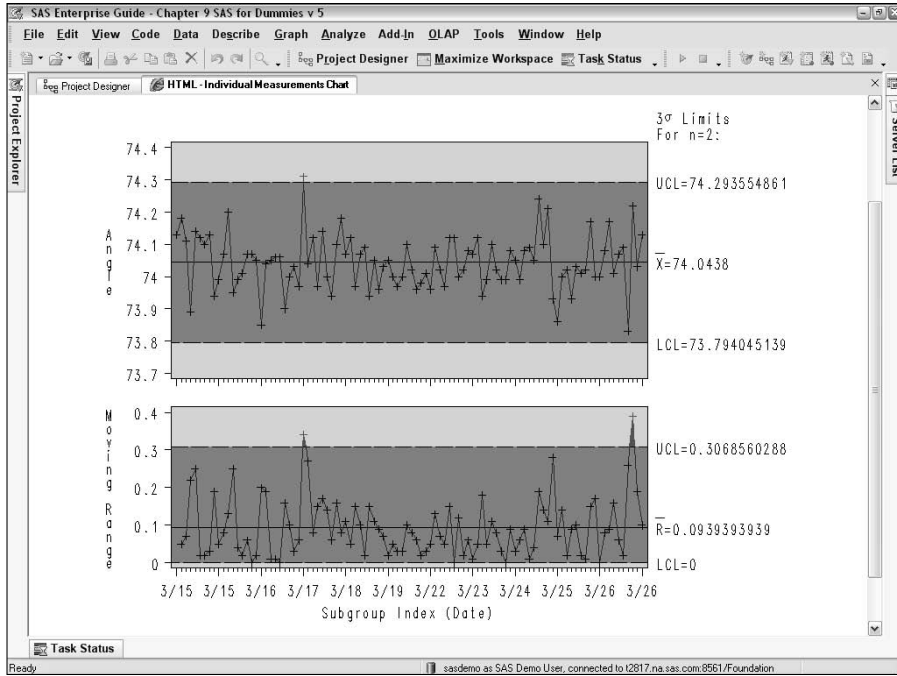 SAS Enterprise Guide - Chapter 9 SAS for Dummies v 5
File Edit View Code Data Describe Graph Analyze Add-In OLAP Tools Window Help
Project Designer Maximize Workspace Task Status
Project Designer HTML - Individual Measurements Chart
Project Explorer
Server List
3σ Limits
For n=2:
74.4
74.3
74.2
74.1
74
73.9
73.8
73.7
Angle
UCL=74.293554861
X=74.0438
LCL=73.794045139
0.4
0.3
0.2
0.1
0
Moving Range
UCL=0.3068560288
R=0.0939393939
LCL=0
3/15 3/15 3/16 3/17 3/18 3/19 3/22 3/23 3/24 3/25 3/26 3/26
Subgroup Index (Date)
Task Status
Ready
sasdemo as SAS Demo User, connected to t2817.na.sas.com:8561/Foundation